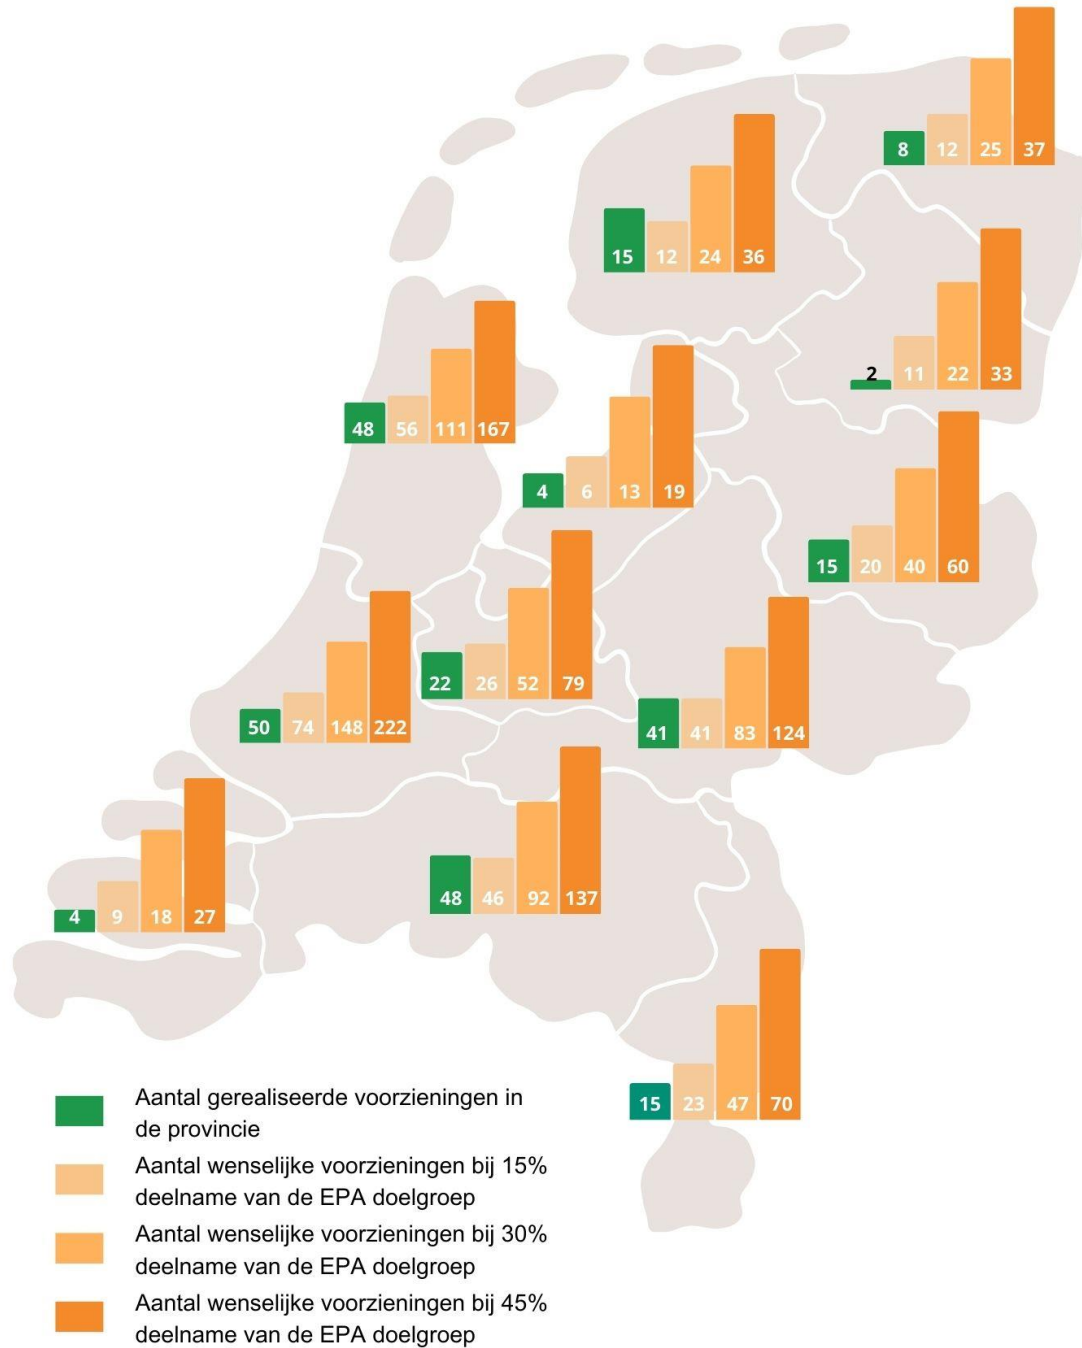 8 12 25 37
15 12 24 36
2 11 22 33
48 56 111 167
4 6 13 19
15 20 40 60
22 26 52 79
50 74 148 222
41 41 83 124
48 46 92 137
4 9 18 27
15 23 47 70
Aantal gerealiseerde voorzieningen in
de provincie
Aantal wenselijke voorzieningen bij 15%
deelname van de EPA doelgroep
Aantal wenselijke voorzieningen bij 30%
deelname van de EPA doelgroep
Aantal wenselijke voorzieningen bij 45%
deelname van de EPA doelgroep